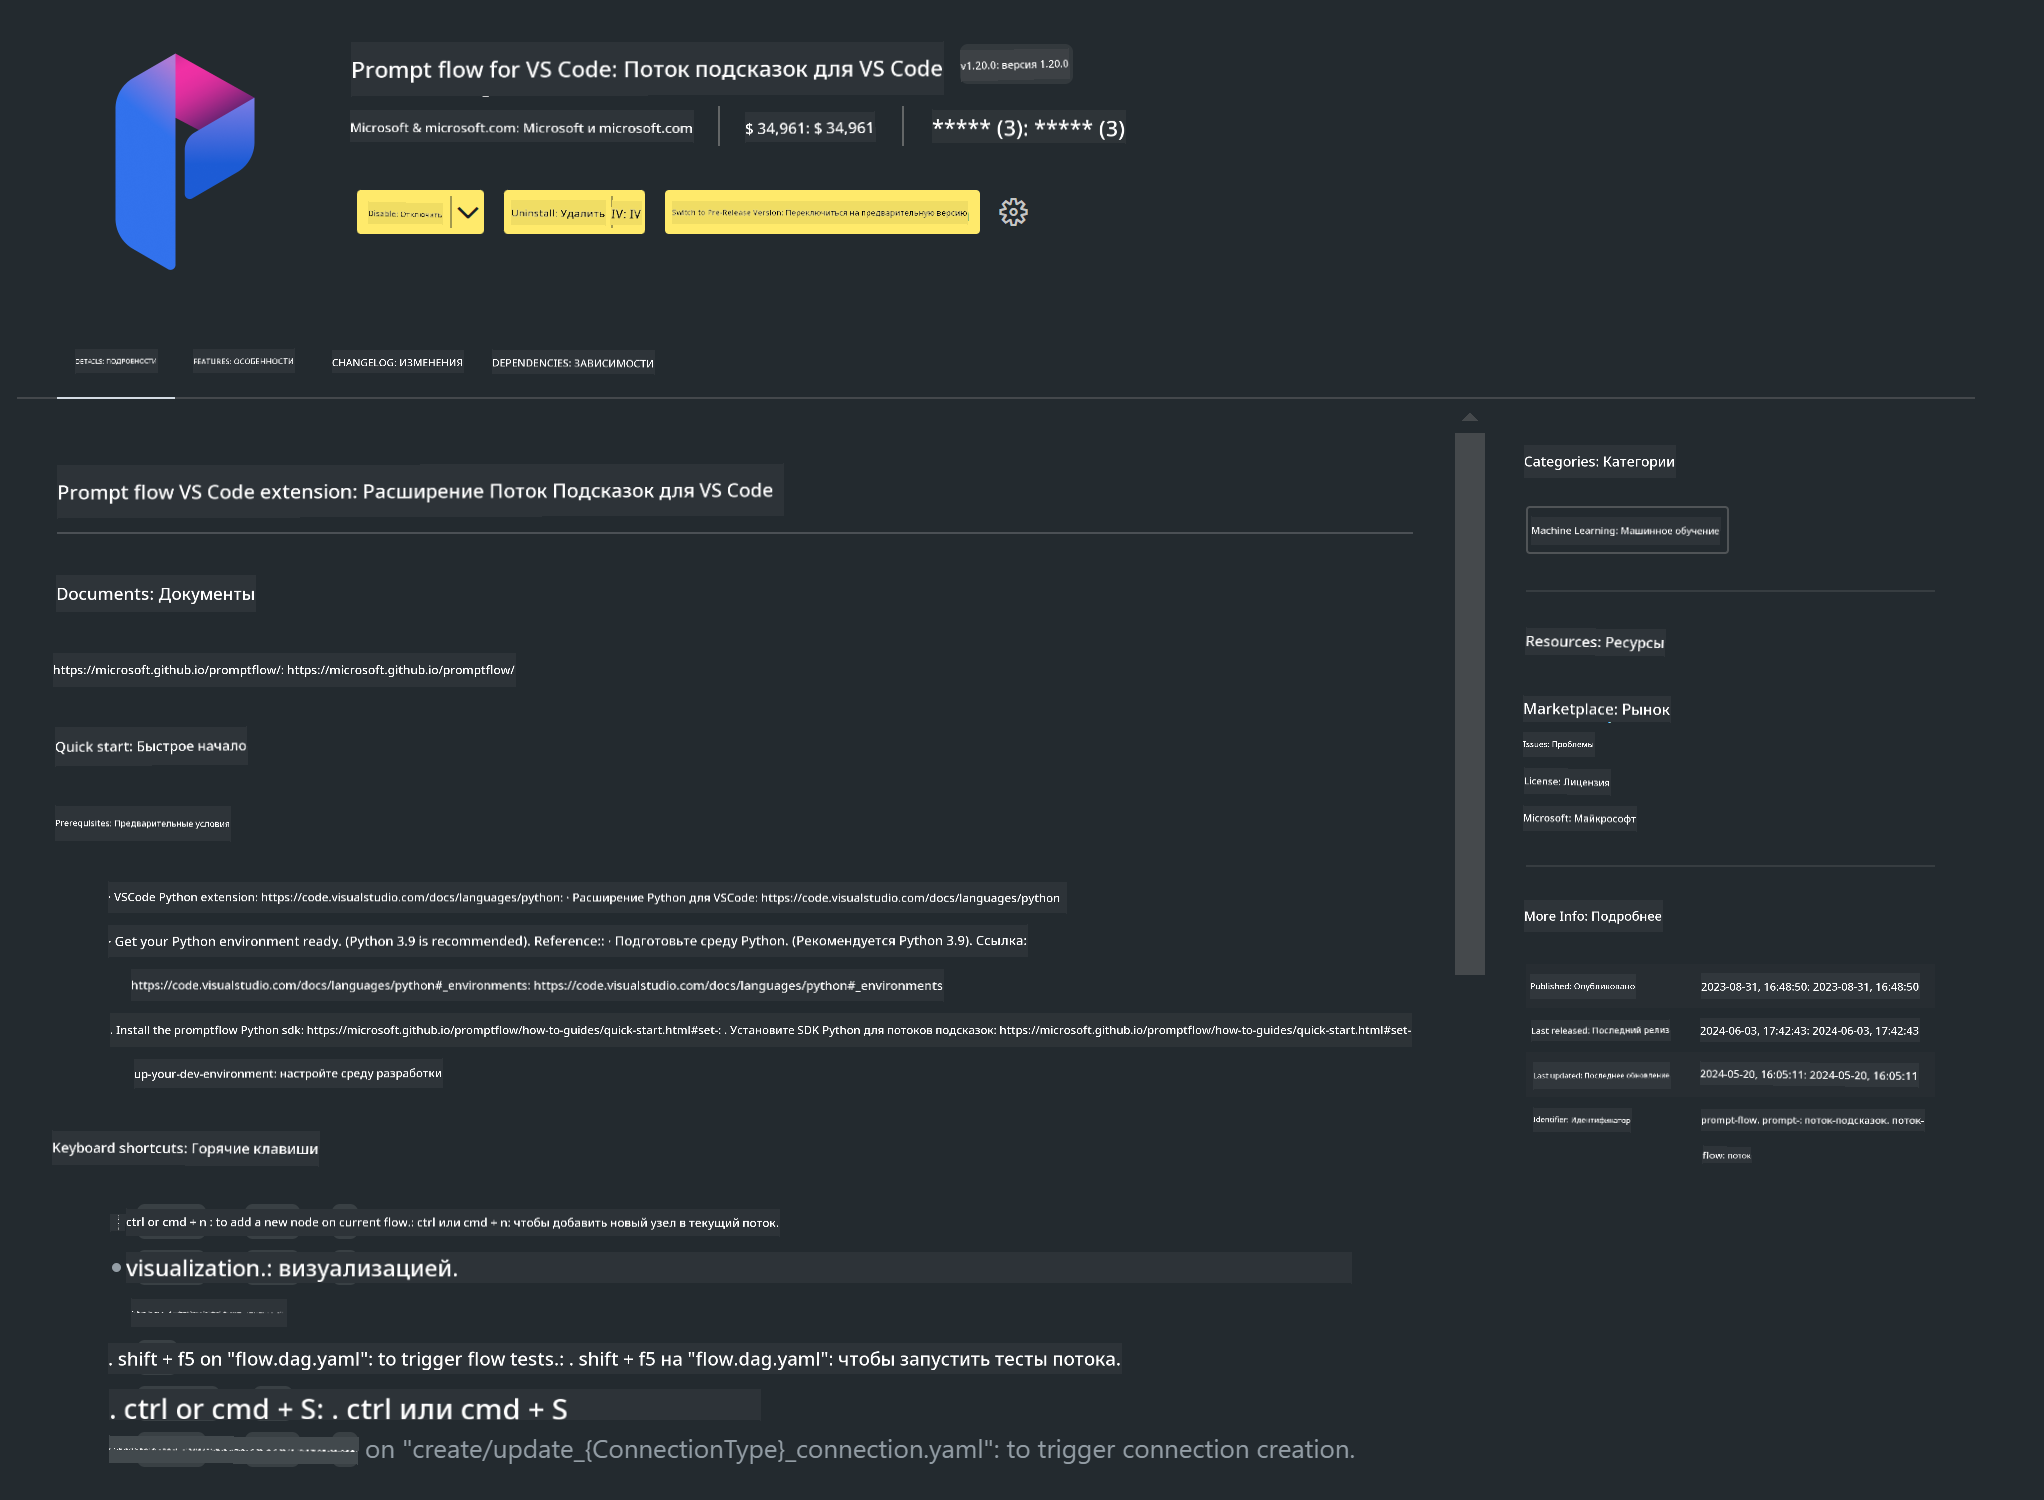 Prompt flow for VS Code: Поток подсказок для VS Code
v1.20.0: версия 1.20.0
Microsoft & microsoft.com: Microsoft и microsoft.com
$ 34,961: $ 34,961
***** (3): ***** (3)
Disable: Отключить
Uninstall: Удалить
IV: IV
Switch to Pre-Release Version: Переключиться на предварительную версию
DETAILS: ПОДРОБНОСТИ
FEATURES: ОСОБЕННОСТИ
CHANGELOG: ИЗМЕНЕНИЯ
DEPENDENCIES: ЗАВИСИМОСТИ
Prompt flow VS Code extension: Расширение Поток Подсказок для VS Code
Documents: Документы
https://microsoft.github.io/promptflow/: https://microsoft.github.io/promptflow/
Quick start: Быстрое начало
Prerequisites: Предварительные условия
· VSCode Python extension: https://code.visualstudio.com/docs/languages/python: · Расширение Python для VSCode: https://code.visualstudio.com/docs/languages/python
· Get your Python environment ready. (Python 3.9 is recommended). Reference:: · Подготовьте среду Python. (Рекомендуется Python 3.9). Ссылка:
https://code.visualstudio.com/docs/languages/python#_environments: https://code.visualstudio.com/docs/languages/python#_environments
. Install the promptflow Python sdk: https://microsoft.github.io/promptflow/how-to-guides/quick-start.html#set-: . Установите SDK Python для потоков подсказок: https://microsoft.github.io/promptflow/how-to-guides/quick-start.html#set-
up-your-dev-environment: настройте среду разработки
Keyboard shortcuts: Горячие клавиши
ctrl or cmd + n : to add a new node on current flow.: ctrl или cmd + n: чтобы добавить новый узел в текущий поток.
visualization.: визуализацией.
. shift + f5 on "flow.dag.yaml": to trigger flow tests.: . shift + f5 на "flow.dag.yaml": чтобы запустить тесты потока.
. ctrl or cmd + S: . ctrl или cmd + S
on "create/update_{ConnectionType}_connection.yaml": to trigger connection creation.
Categories: Категории
Machine Learning: Машинное обучение
Resources: Ресурсы
Marketplace: Рынок
Issues: Проблемы
License: Лицензия
Microsoft: Майкрософт
More Info: Подробнее
Published: Опубликовано
2023-08-31, 16:48:50: 2023-08-31, 16:48:50
Last released: Последний релиз
2024-06-03, 17:42:43: 2024-06-03, 17:42:43
Last updated: Последнее обновление
2024-05-20, 16:05:11: 2024-05-20, 16:05:11
Identifier: Идентификатор
prompt-flow. prompt-: поток-подсказок. поток-
flow: поток